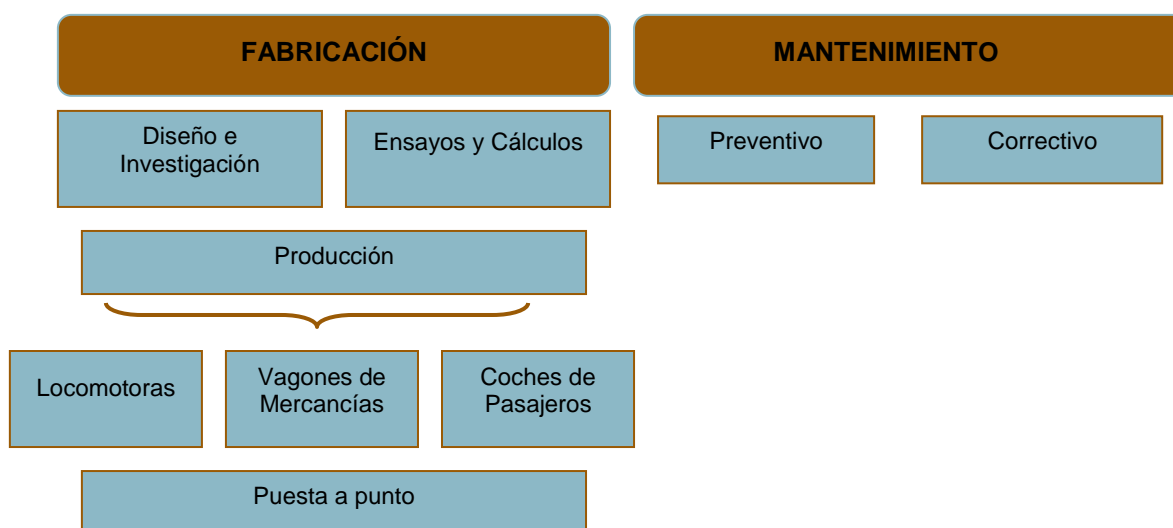 FABRICACIÓN
MANTENIMIENTO
Diseño e
Investigación
Ensayos y Cálculos
Preventivo
Correctivo
Producción
Locomotoras
Vagones de
Mercancías
Coches de
Pasajeros
Puesta a punto